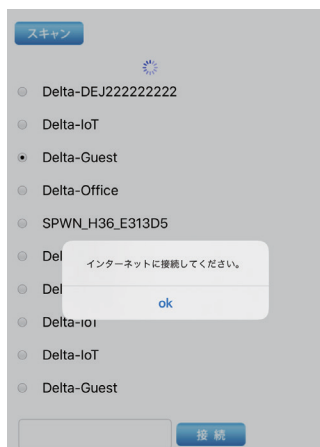 スキャン
Delta-DEJ222222222
Delta-IoT
Delta-Guest
Delta-Office
SPWN_H36_E313D5
Del
インターネットに接続してください。
Del
ok
Delta-IoT
Delta-IoT
Delta-Guest
接 続